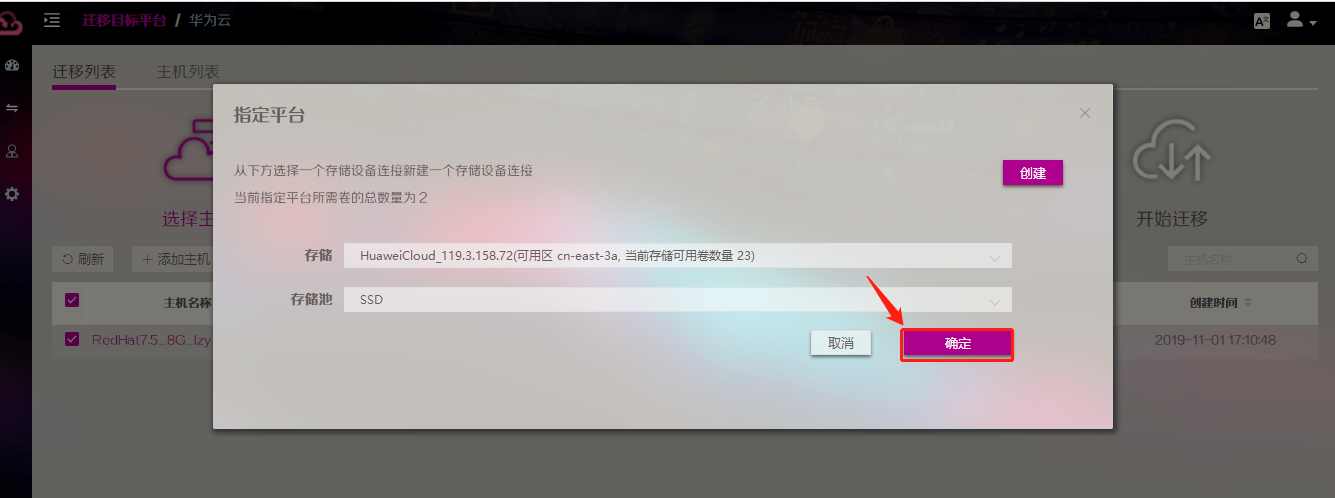 迁移目标平台 / 华为云
迁移列表 主机列表
指定平台
从下方选择一个存储设备连接新建一个存储设备连接
创建
当前指定平台所需卷的总数量为 2
选择主
开始迁移
存储 HuaweiCloud_119.3.158.72(可用区 cn-east-3a, 当前存储可用卷数量 23)
刷新 添加主机
主机名称
存储池 SSD
主机名称 创建时间
取消 确定
RedHat7.5_8G_lzy 2019-11-01 17:10:48